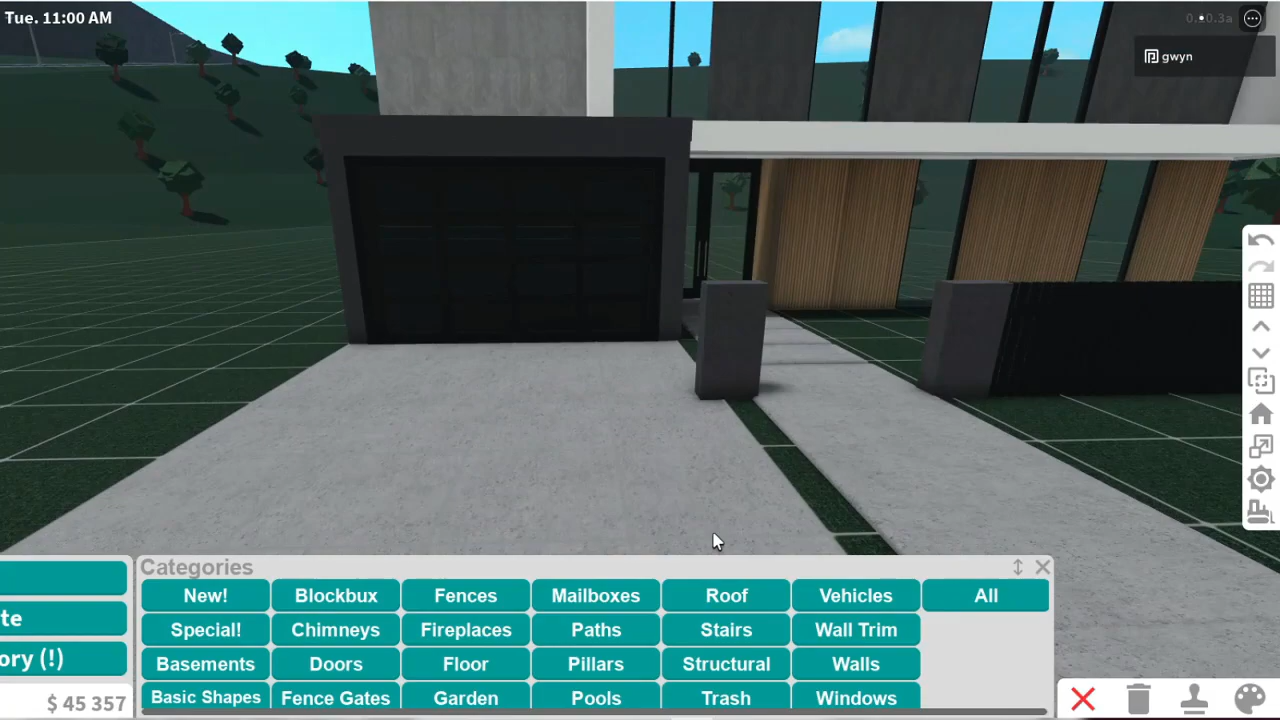 Tue. 11:00 AM
0.3a
gwyn
Categories
New! Blockbux Fences Mailboxes Roof Vehicles All
te Special! Chimneys Fireplaces Paths Stairs Wall Trim
ory (!) Basements Doors Floor Pillars Structural Walls
$ 45 357 Basic Shapes Fence Gates Garden Pools Trash Windows